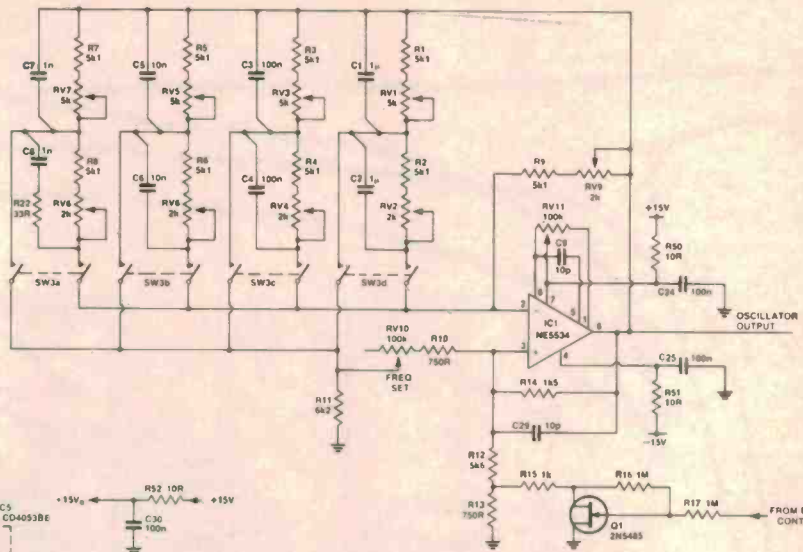 C7 1n
R7
5k1
RV7
5k
C8 1n
R8
5k1
R22
33R
RV6
2k
SW3a
C5 10n
R5
5k1
RV5
5k
C6 10n
R6
5k1
RV6
2k
SW3b
C3 100n
R3
5k1
RV3
5k
C4 100n
R4
5k1
RV4
2k
SW3c
C1 1μ
R1
5k1
RV1
5k
C2 1μ
R2
5k1
RV2
2k
SW3d
R9
5k1
RV9
2k
RV11
100k
C9
10p
+15V
R50
10R
C24 100n
8
7
5
1
2
−
IC1
NE5534
3
+
4
6
OSCILLATOR
OUTPUT
C25 100n
R51
10R
−15V
RV10
100k
R10
750R
FREQ
SET
R11
6k2
R14 1k5
C29 10p
R12
5k6
R13
750R
R15 1k
R16 1M
R17 1M
Q1
2N5485
FROM
CONT
C5
CD4053BE
+15V
R52 10R
+15V
C30
100n